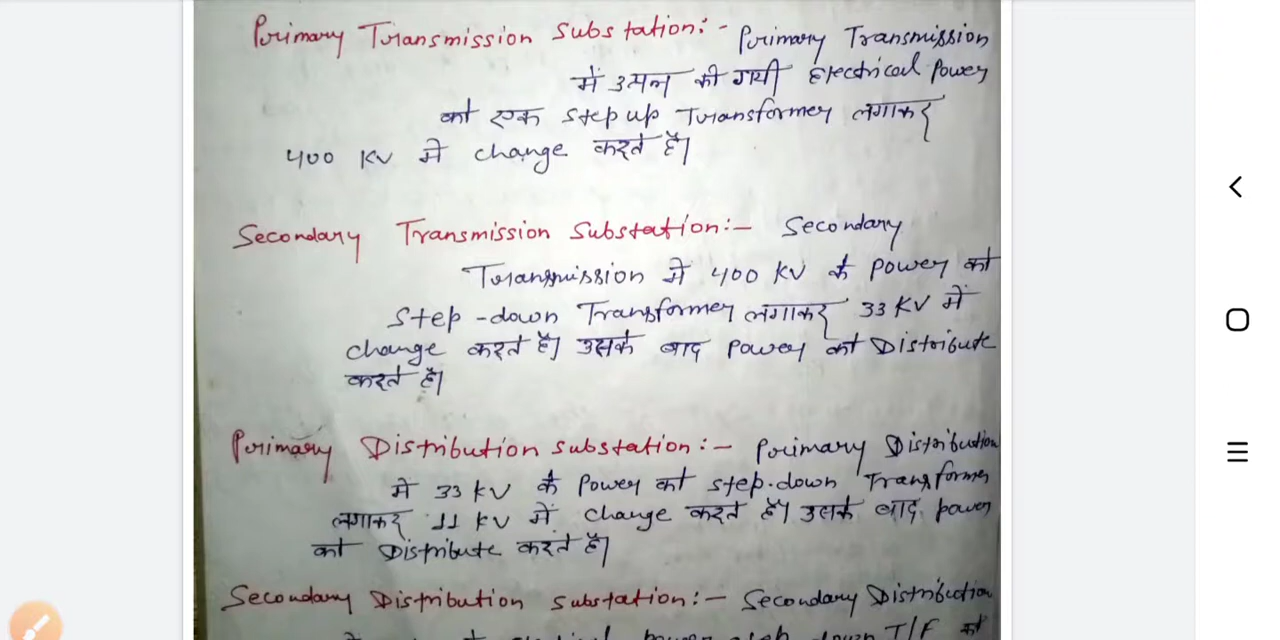 Primary Transmission Substation:- Primary Transmission
में उत्पन्न की गयी Electrical Power
को एक Step up Transformer लगाकर
400 KV में change करते है।
Secondary Transmission Substation:- Secondary
Transmission में 400 KV के Power को
Step-down Transformer लगाकर 33 KV में
change करते है। उसके बाद Power को Distribute
करते है।
Primary Distribution Substation:- Primary Distribution
में 33 KV के Power को step-down Transformer
लगाकर 11 KV में change करते है। उसके बाद power
को Distribute करते है।
Secondary Distribution Substation:- Secondary Distribution
power step down T/F को